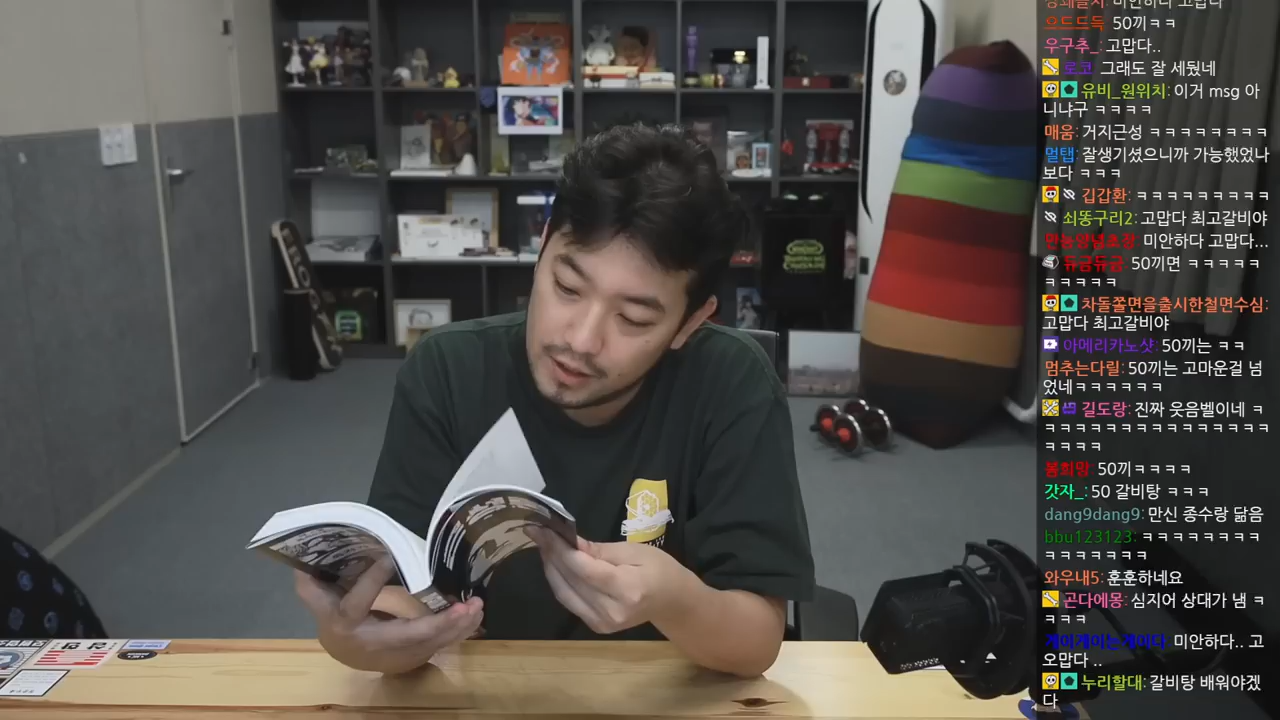 으드드득 50끼ㅋㅋ
우구추_: 고맙다..
로코 그래도 잘 세뒀네
유비_원위치: 이거 msg 아
니냐구 ㅋㅋㅋㅋ
매움: 거지근성 ㅋㅋㅋㅋㅋㅋㅋㅋ
멀탭: 잘생기셨으니까 가능했었나
보다 ㅋㅋㅋ
깁갑환: ㅋㅋㅋㅋㅋㅋㅋㅋㅋ
쇠똥구리2: 고맙다 최고갈비야
만능양념초장 미안하다 고맙다...
듀금듀금 50끼면 ㅋㅋㅋㅋㅋ
ㅋㅋㅋㅋㅋ
차돌쫄면을출시한철면수심:
고맙다 최고갈비야
아메리카노샷: 50끼는 ㅋㅋ
멈추는다릴: 50끼는 고마운걸 넘
었네ㅋㅋㅋㅋㅋㅋ
길도랑: 진짜 웃음벨이네 ㅋ
ㅋㅋㅋㅋㅋㅋㅋㅋㅋㅋㅋㅋㅋㅋ
ㅋㅋㅋㅋ
봄희망: 50끼ㅋㅋㅋㅋ
갓자_: 50 갈비탕 ㅋㅋㅋ
dang9dang9: 만신 종수랑 닮음
bbu123123: ㅋㅋㅋㅋㅋㅋㅋㅋ
ㅋㅋㅋㅋㅋㅋㅋ
와우내5: 훈훈하네요
곤다에몽: 심지어 상대가 냄 ㅋ
ㅋㅋㅋ
게이게이는게이다 미안하다.. 고
오맙다 ..
누리할대: 갈비탕 배워야겠
다